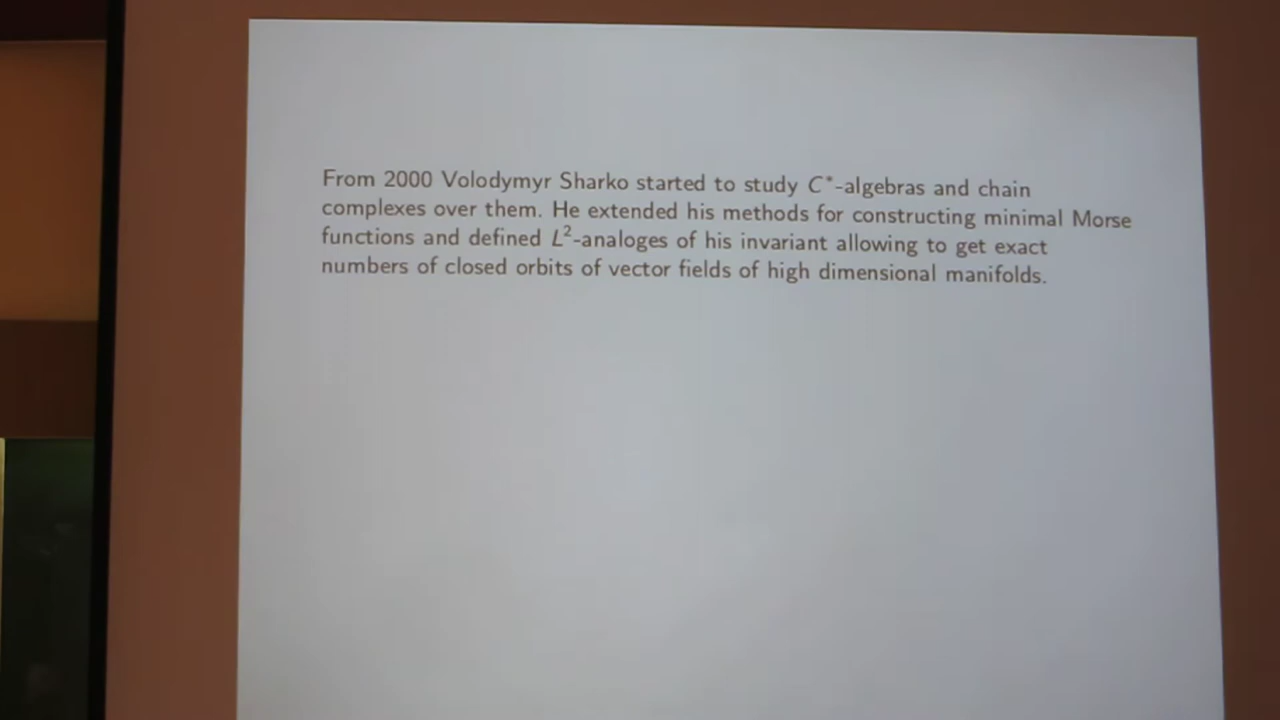 From 2000 Volodymyr Sharko started to study C*-algebras and chain
complexes over them. He extended his methods for constructing minimal Morse
functions and defined L²-analoges of his invariant allowing to get exact
numbers of closed orbits of vector fields of high dimensional manifolds.